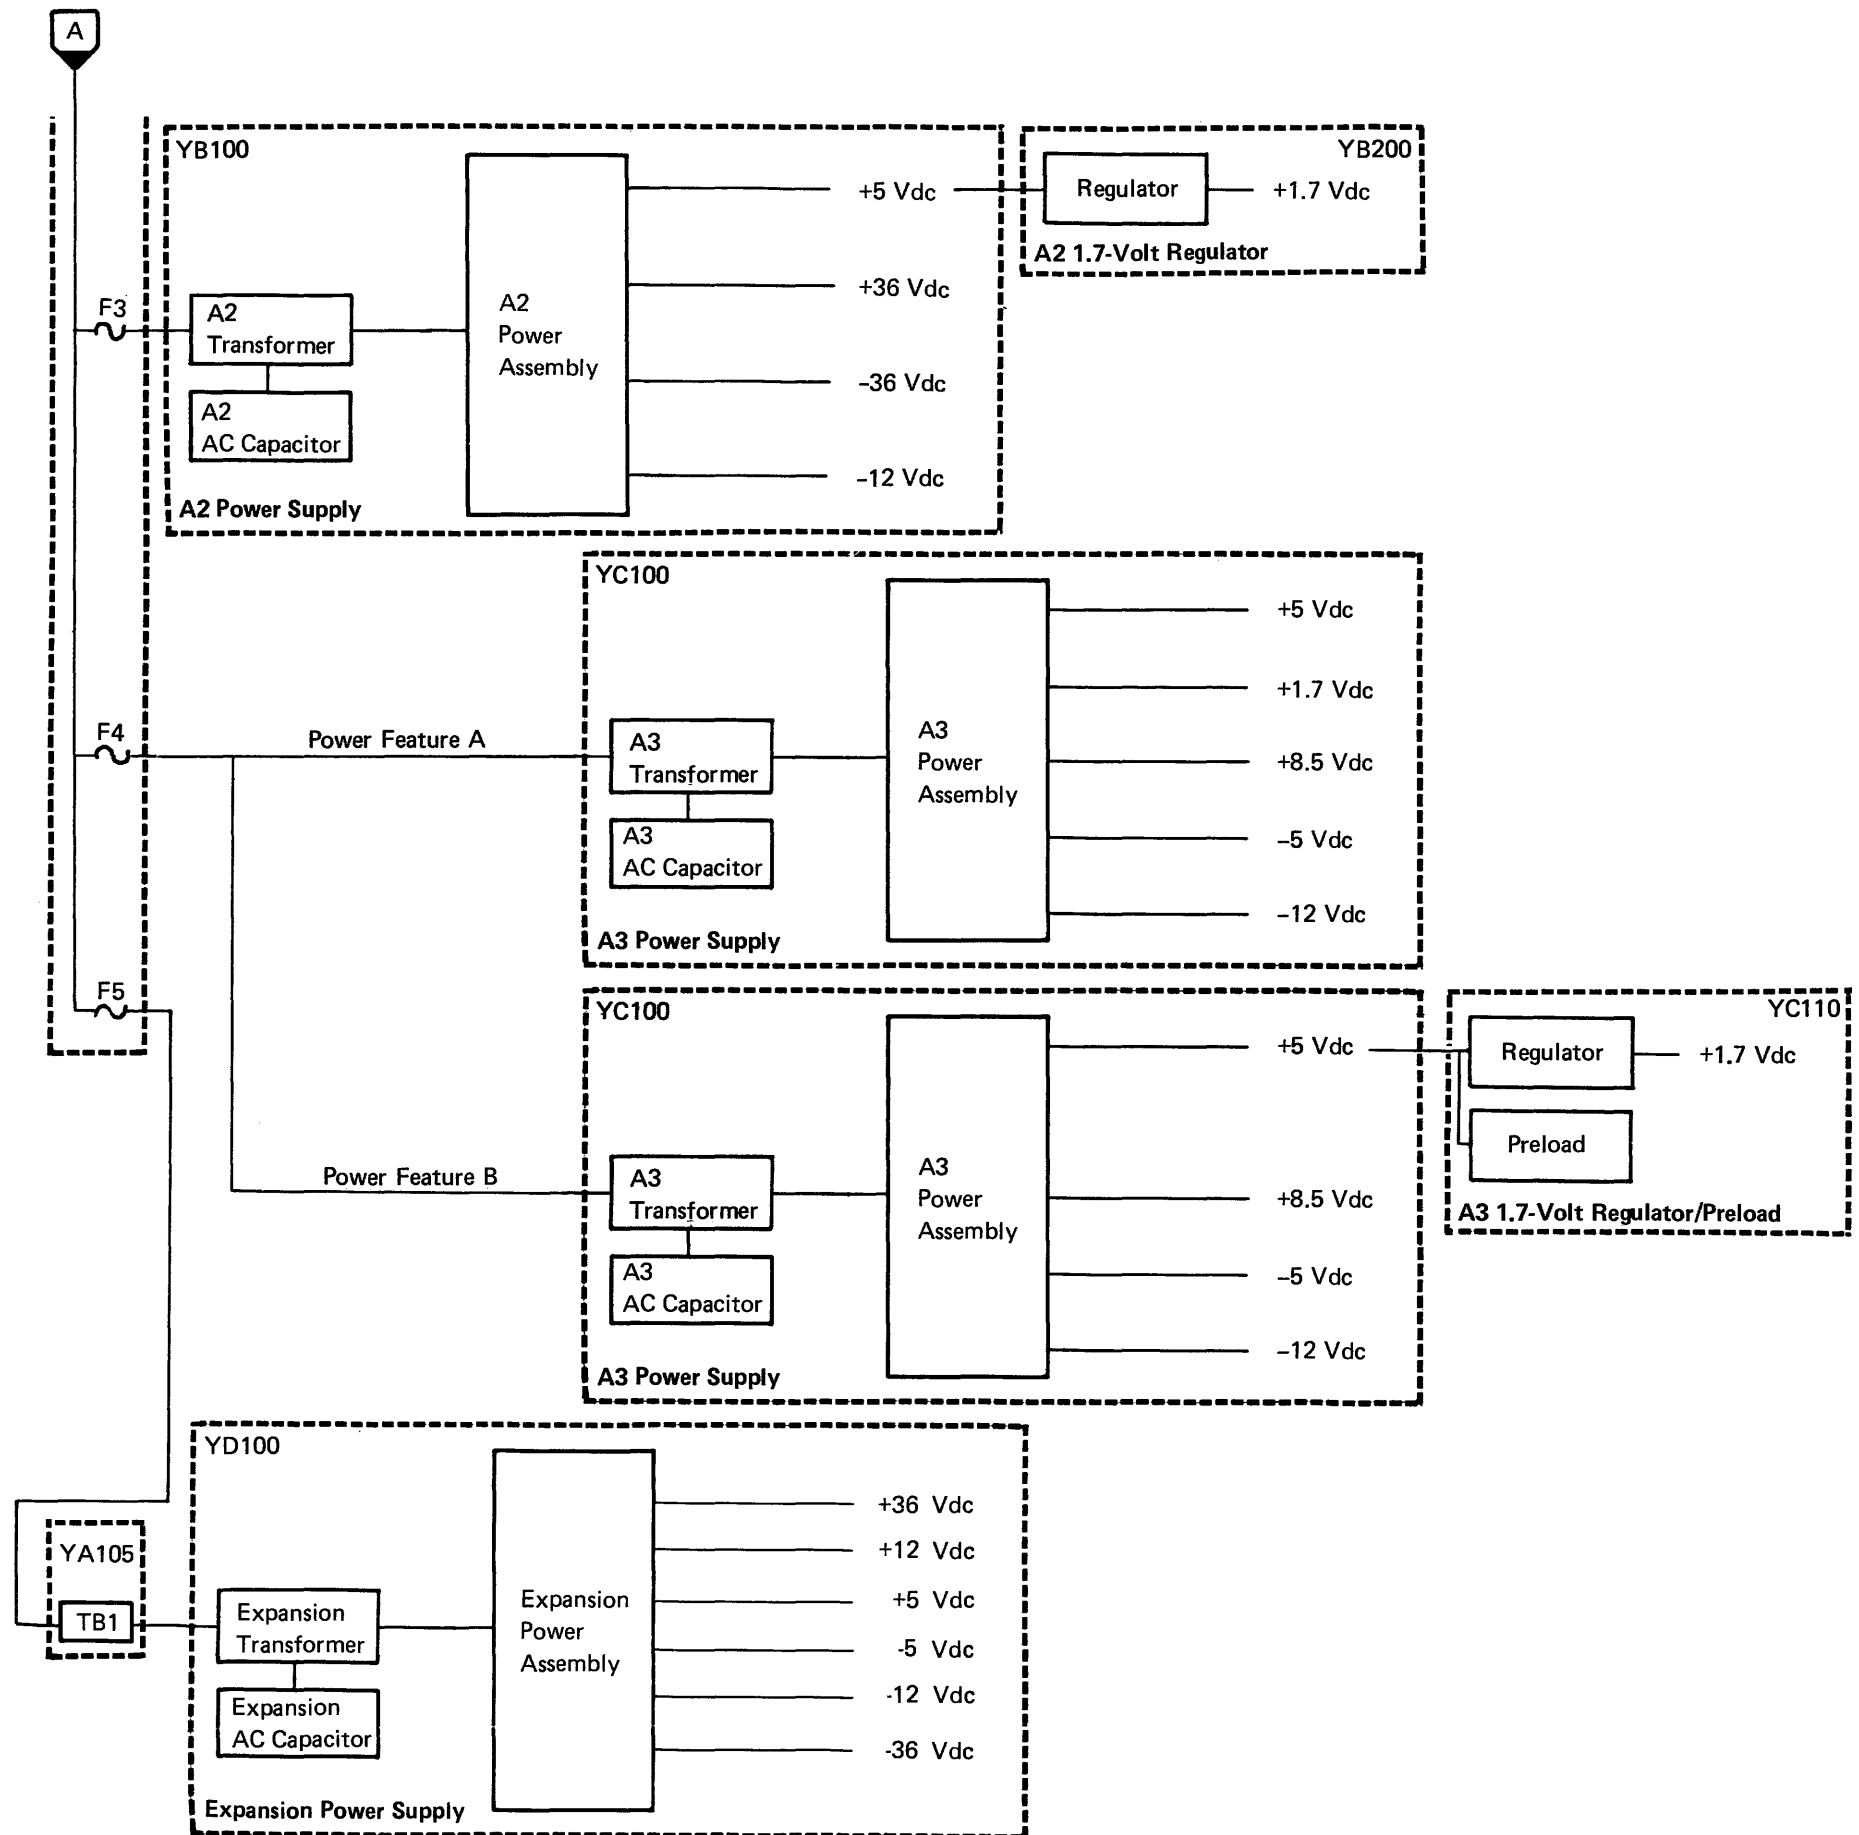 A
YB100
+5 Vdc
YB200
Regulator
+1.7 Vdc
A2 1.7-Volt Regulator
F3
A2
Transformer
A2
AC Capacitor
A2
Power
Assembly
+36 Vdc
–36 Vdc
–12 Vdc
A2 Power Supply
YC100
F4
Power Feature A
A3
Transformer
A3
AC Capacitor
A3
Power
Assembly
+5 Vdc
+1.7 Vdc
+8.5 Vdc
–5 Vdc
–12 Vdc
A3 Power Supply
F5
YC100
Power Feature B
A3
Transformer
A3
AC Capacitor
A3
Power
Assembly
+5 Vdc
+8.5 Vdc
–5 Vdc
–12 Vdc
A3 Power Supply
YC110
Regulator
+1.7 Vdc
Preload
A3 1.7-Volt Regulator/Preload
YD100
YA105
TB1
Expansion
Transformer
Expansion
AC Capacitor
Expansion
Power
Assembly
+36 Vdc
+12 Vdc
+5 Vdc
-5 Vdc
-12 Vdc
-36 Vdc
Expansion Power Supply